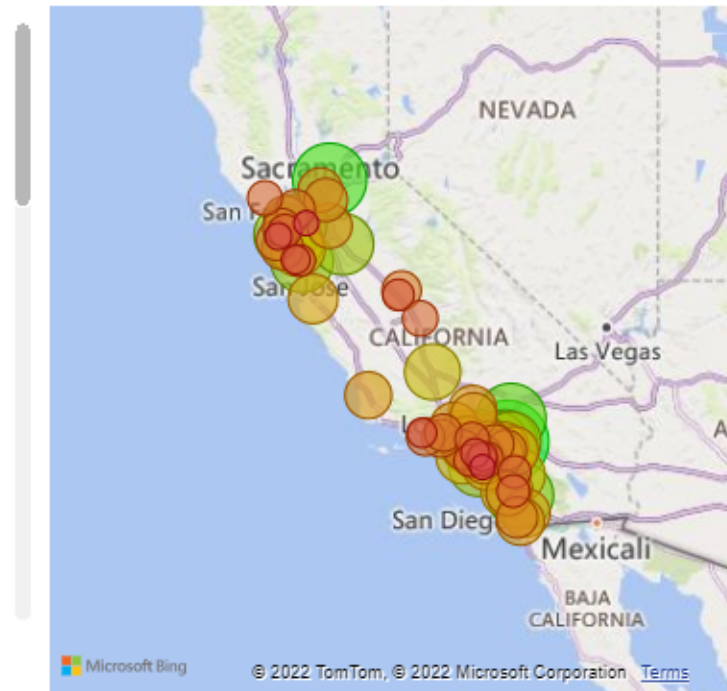 NEVADA
Sacramento
San F
San Jose
CALIFORNIA
Las Vegas
L
A
San Dieg
Mexicali
BAJA
CALIFORNIA
Microsoft Bing
© 2022 TomTom, © 2022 Microsoft Corporation Terms